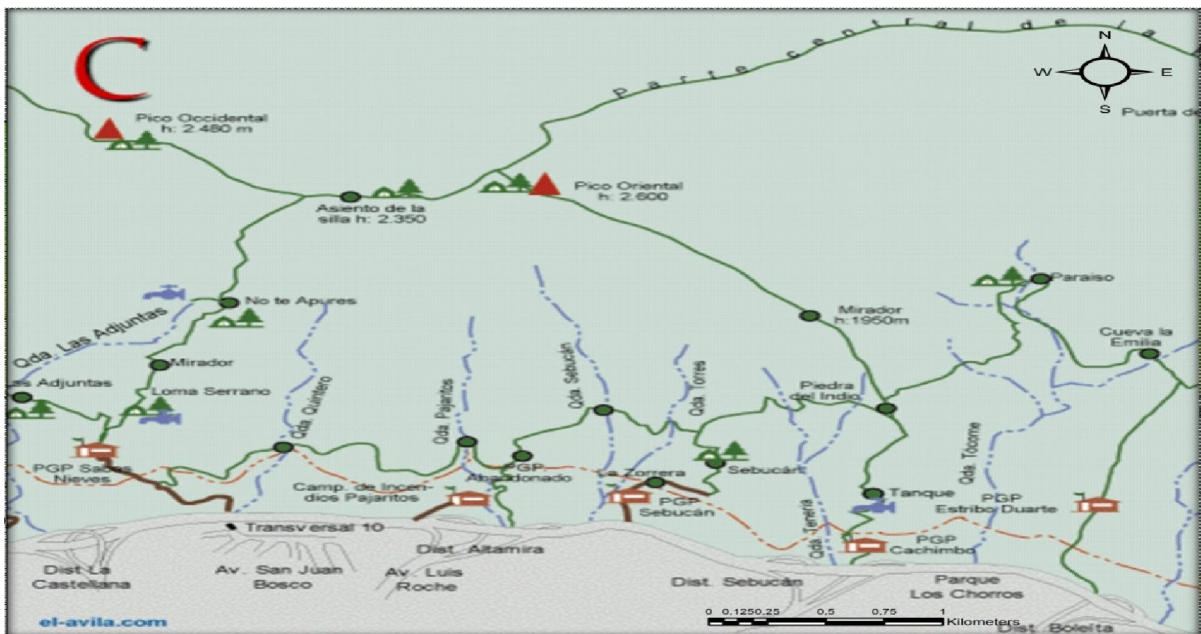 C
Parte central de la
N
W E
S
Puerta de
Pico Occidental
h: 2.480 m
Pico Oriental
h: 2.600
Asiento de la
silla h: 2.350
No te Apures
Qda. Las Adjuntas
Mirador
h:1950m
Paraiso
Cueva la
Emilia
Mirador
as Adjuntas
Loma Serrano
Qda. Quintero
Qda. Pajaritos
Qda. Sebucán
Qda. Torres
Piedra
del Indio
PGP Sabas
Nieves
Camp. de Incen-
dios Pajaritos
PGP
Abandonado
La Zorrera
Sebucán
PGP
Sebucán
Qda. Tenería
Tanque
Qda. Tócome
PGP
Estribo Duarte
PGP
Cachimbo
Transversal 10
Dist La
Castellana
Av. San Juan
Bosco
Dist. Altamira
Av. Luis
Roche
Dist. Sebucán
Parque
Los Chorros
Dist. Boleíta
el-avila.com
0 0.125 0.25 0.5 0.75 1
Kilometers